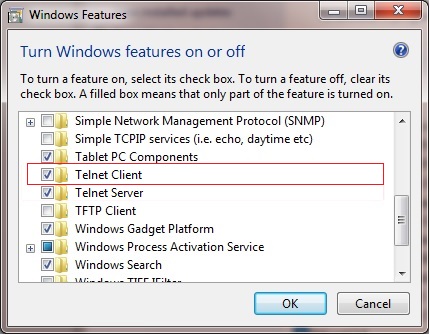 Windows Features
Turn Windows features on or off
To turn a feature on, select its check box. To turn a feature off, clear its
check box. A filled box means that only part of the feature is turned on.
Simple Network Management Protocol (SNMP)
Simple TCPIP services (i.e. echo, daytime etc)
Tablet PC Components
Telnet Client
Telnet Server
TFTP Client
Windows Gadget Platform
Windows Process Activation Service
Windows Search
Windows TIFF IFilter
OK
Cancel